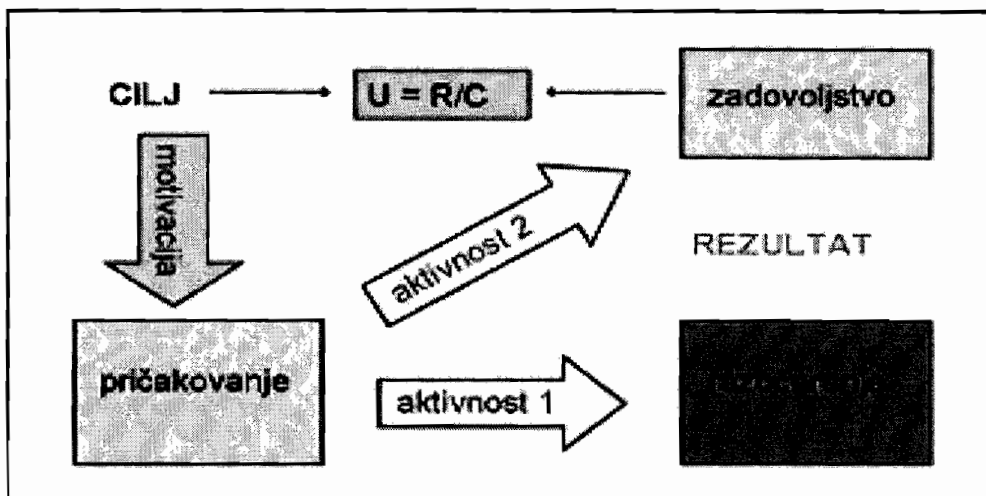 CILJ
U = R/C
zadovoljstvo
motivacija
aktivnost 2
REZULTAT
pričakovanje
aktivnost 1